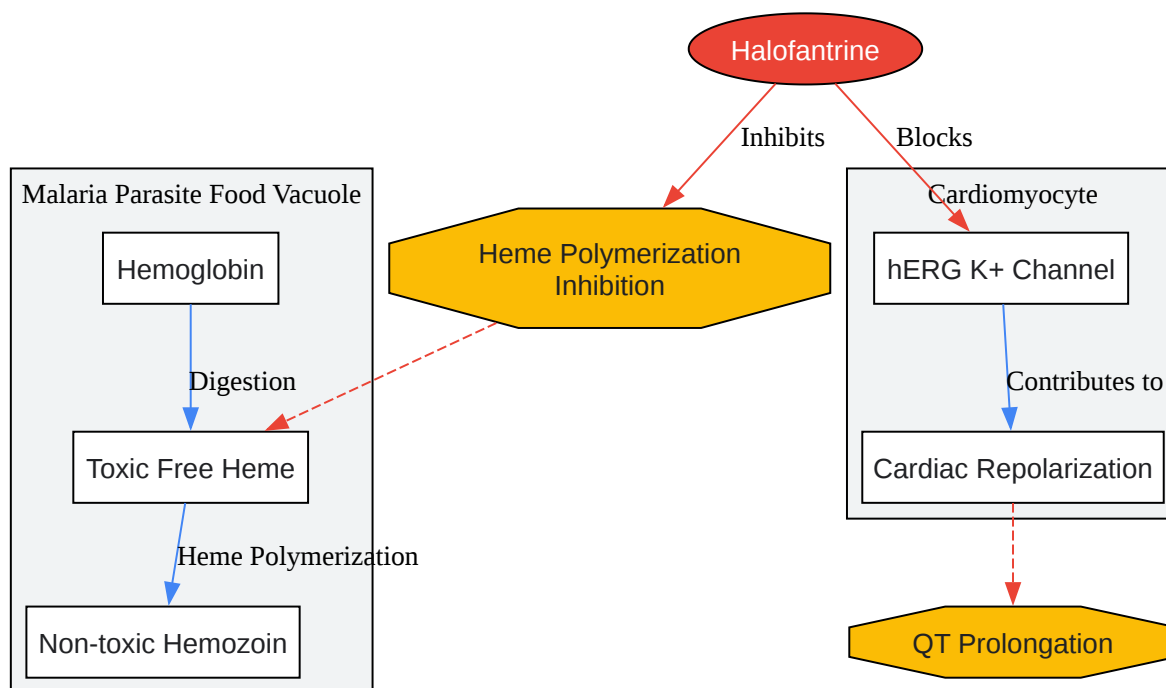 Halofantrine
Inhibits
Blocks
Malaria Parasite Food Vacuole
Cardiomyocyte
Hemoglobin
Heme Polymerization
Inhibition
hERG K+ Channel
Digestion
Contributes to
Toxic Free Heme
Cardiac Repolarization
Heme Polymerization
Non-toxic Hemozoin
QT Prolongation